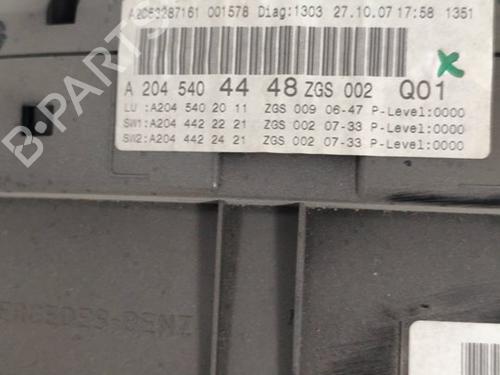 A2C53287161 001578 Diag:1303 27.10.07 17:58 1351
A 204 540 44 48 ZGS 002 Q01
LU :A204 540 20 11 ZGS 009 06-47 P-Level:0000
SW1:A204 442 22 21 ZGS 002 07-33 P-Level:0000
SW2:A204 442 24 21 ZGS 002 07-33 P-Level:0000
B-PARTS